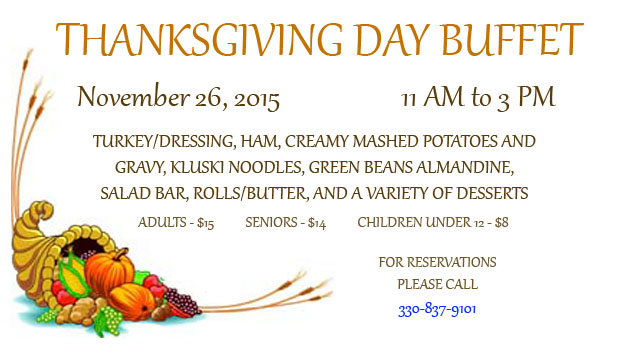 THANKSGIVING DAY BUFFET
November 26, 2015 11 AM to 3 PM
TURKEY/DRESSING, HAM, CREAMY MASHED POTATOES AND
GRAVY, KLUSKI NOODLES, GREEN BEANS ALMANDINE,
SALAD BAR, ROLLS/BUTTER, AND A VARIETY OF DESSERTS
ADULTS - $15 SENIORS - $14 CHILDREN UNDER 12 - $8
FOR RESERVATIONS
PLEASE CALL
330-837-9101